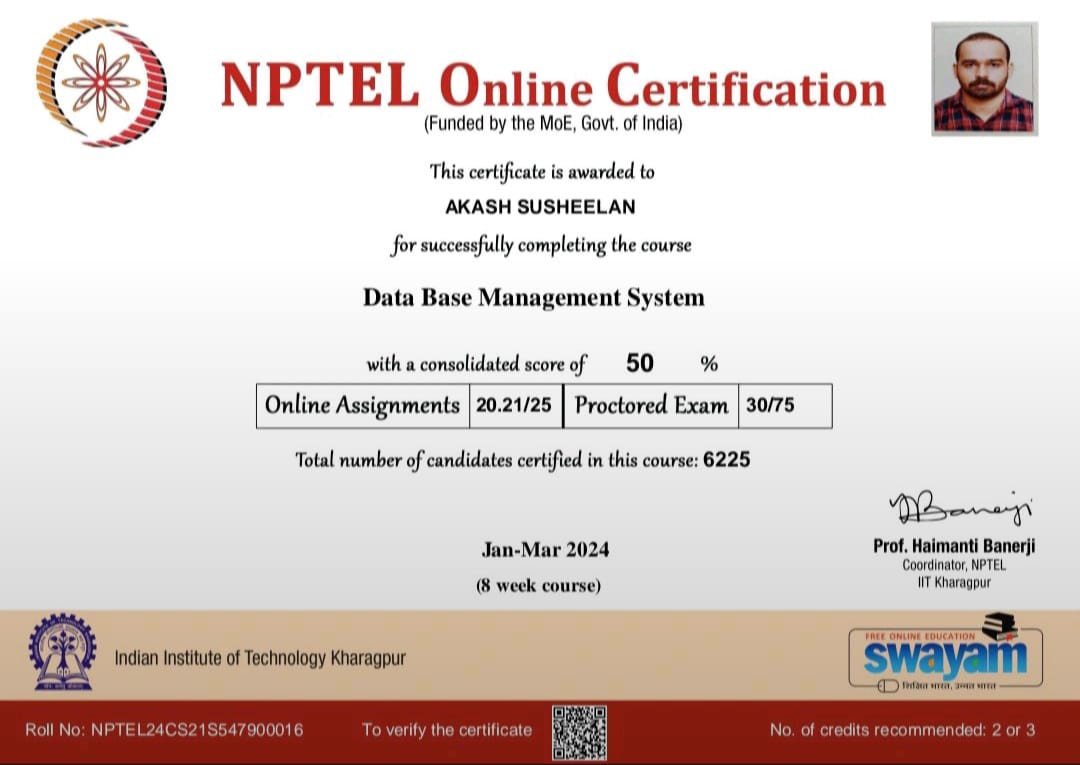 NPTEL Online Certification
(Funded by the MoE, Govt. of India)
This certificate is awarded to
AKASH SUSHEELAN
for successfully completing the course
Data Base Management System
with a consolidated score of 50 %
Online Assignments 20.21/25 Proctored Exam 30/75
Total number of candidates certified in this course: 6225
Banerji
Prof. Haimanti Banerji
Jan-Mar 2024
Coordinator, NPTEL
(8 week course)
IIT Kharagpur
Indian Institute of Technology Kharagpur
FREE ONLINE EDUCATION
swayam
शिक्षित भारत, उन्नत भारत
Roll No: NPTEL24CS21S547900016 To verify the certificate No. of credits recommended: 2 or 3